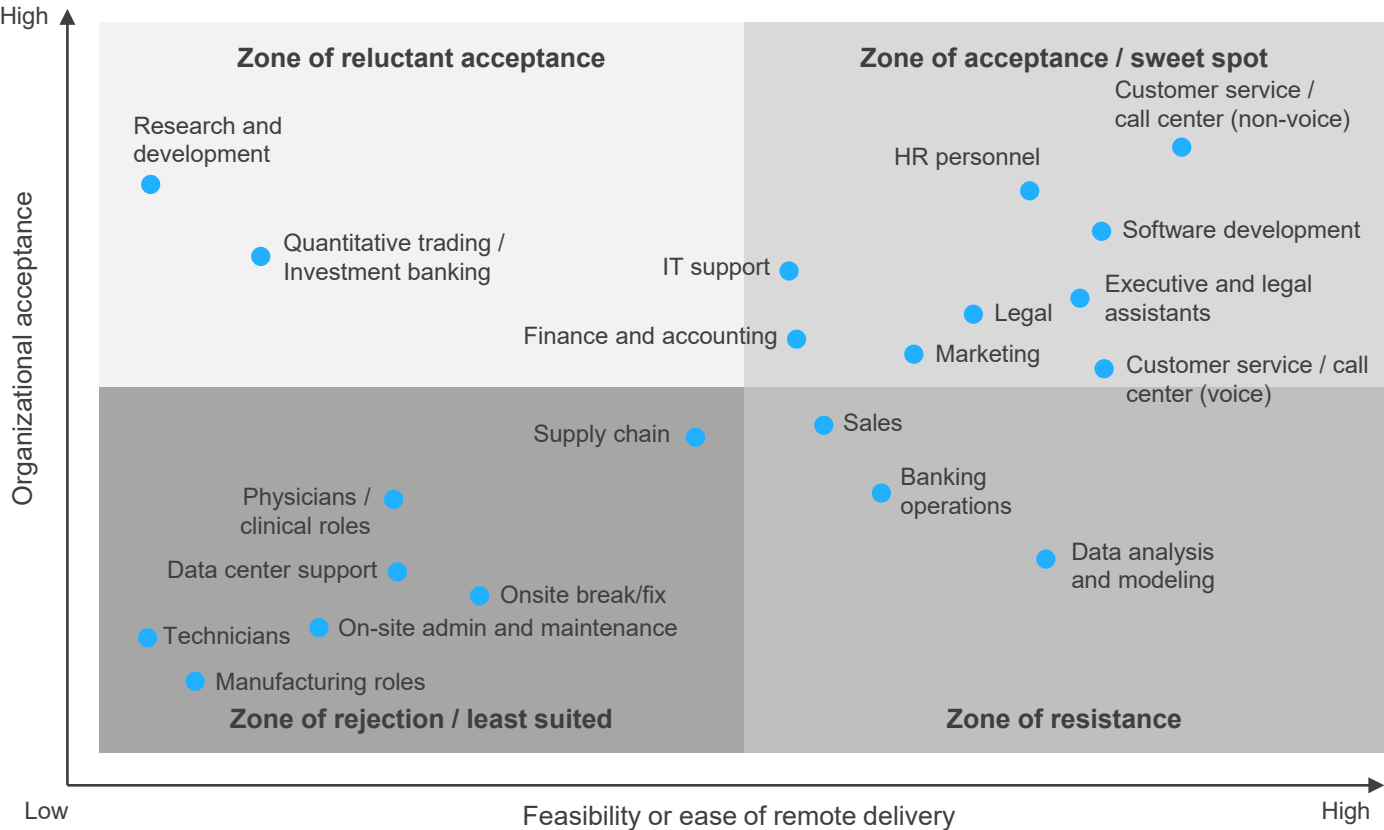 High
Zone of reluctant acceptance
Zone of acceptance / sweet spot
Customer service /
call center (non-voice)
Research and
development
HR personnel
Quantitative trading /
Investment banking
Software development
IT support
Executive and legal
assistants
Legal
Finance and accounting
Marketing
Customer service / call
center (voice)
Organizational acceptance
Supply chain
Sales
Physicians /
clinical roles
Banking
operations
Data center support
Data analysis
and modeling
Onsite break/fix
Technicians
On-site admin and maintenance
Manufacturing roles
Zone of rejection / least suited
Zone of resistance
Low
Feasibility or ease of remote delivery
High